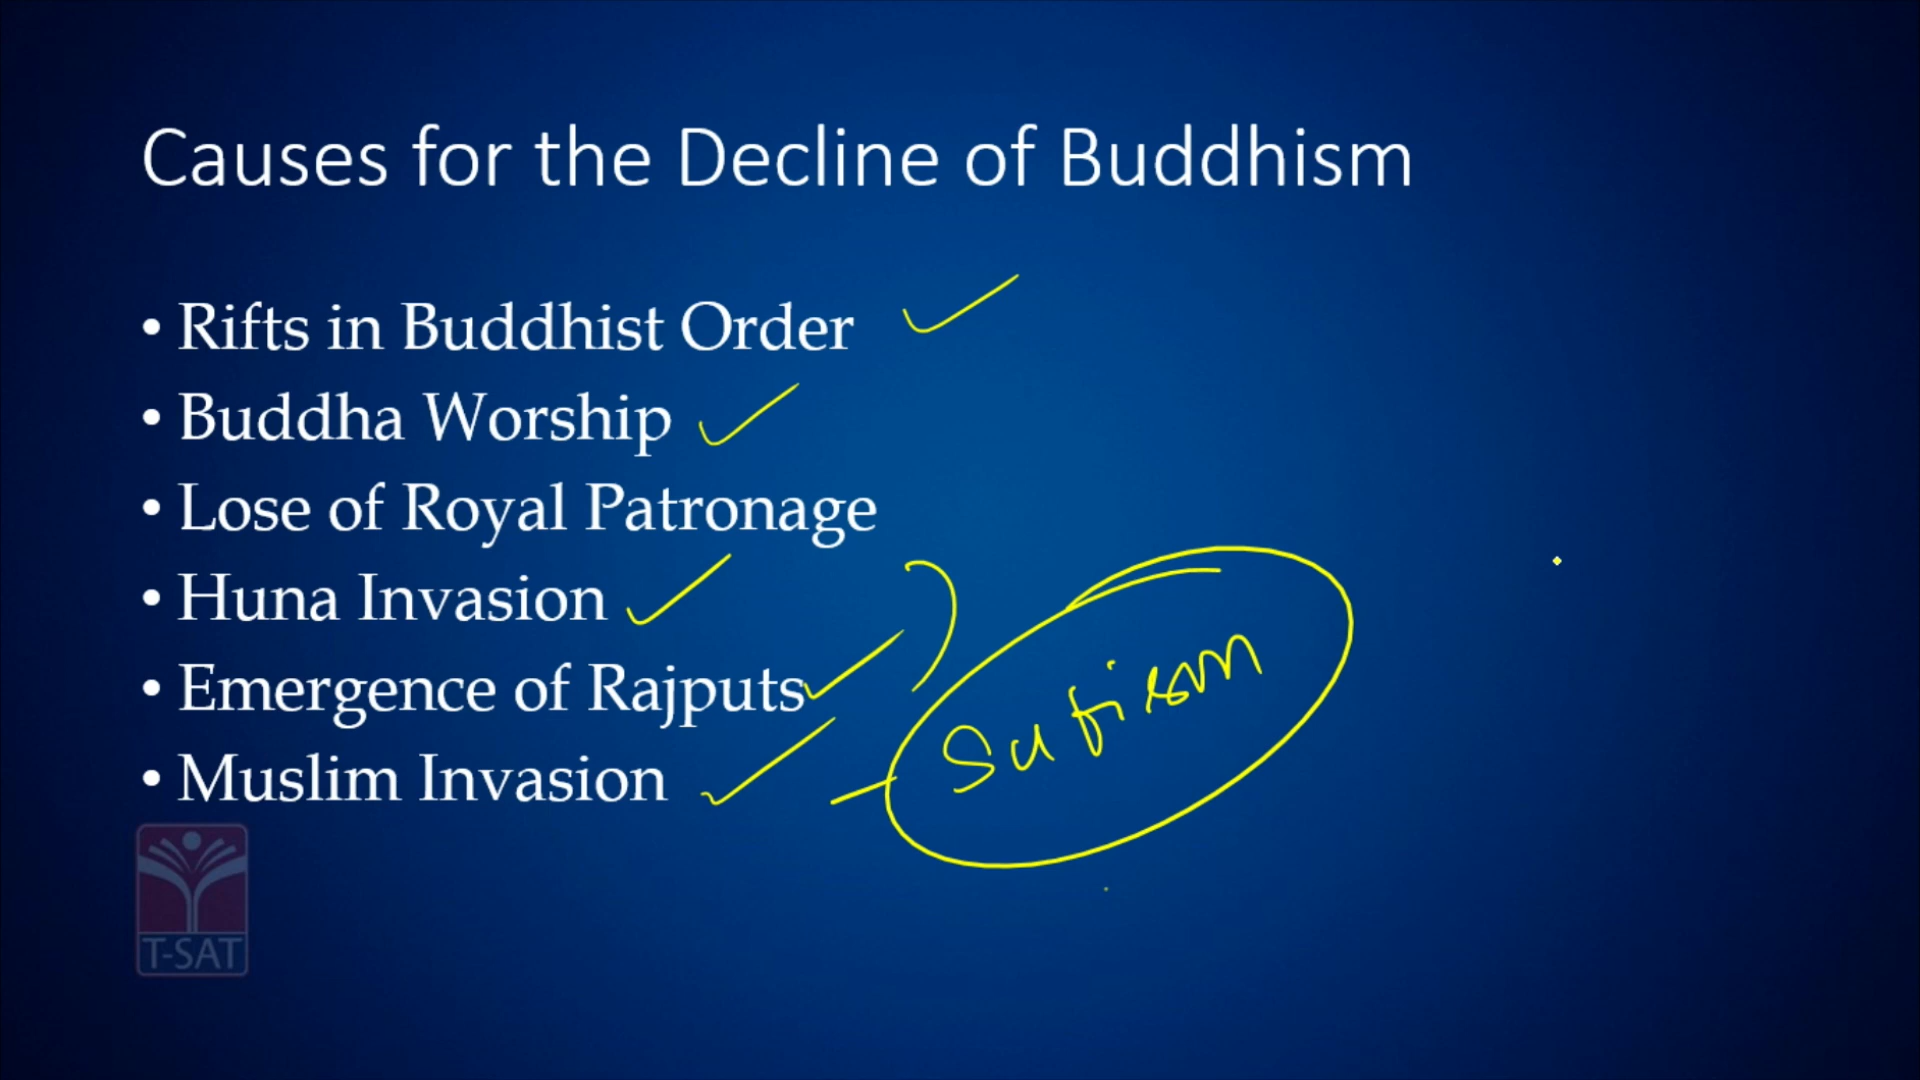 Causes for the Decline of Buddhism
• Rifts in Buddhist Order
• Buddha Worship
• Lose of Royal Patronage
• Huna Invasion
• Emergence of Rajputs
• Muslim Invasion
Sufism
T-SAT